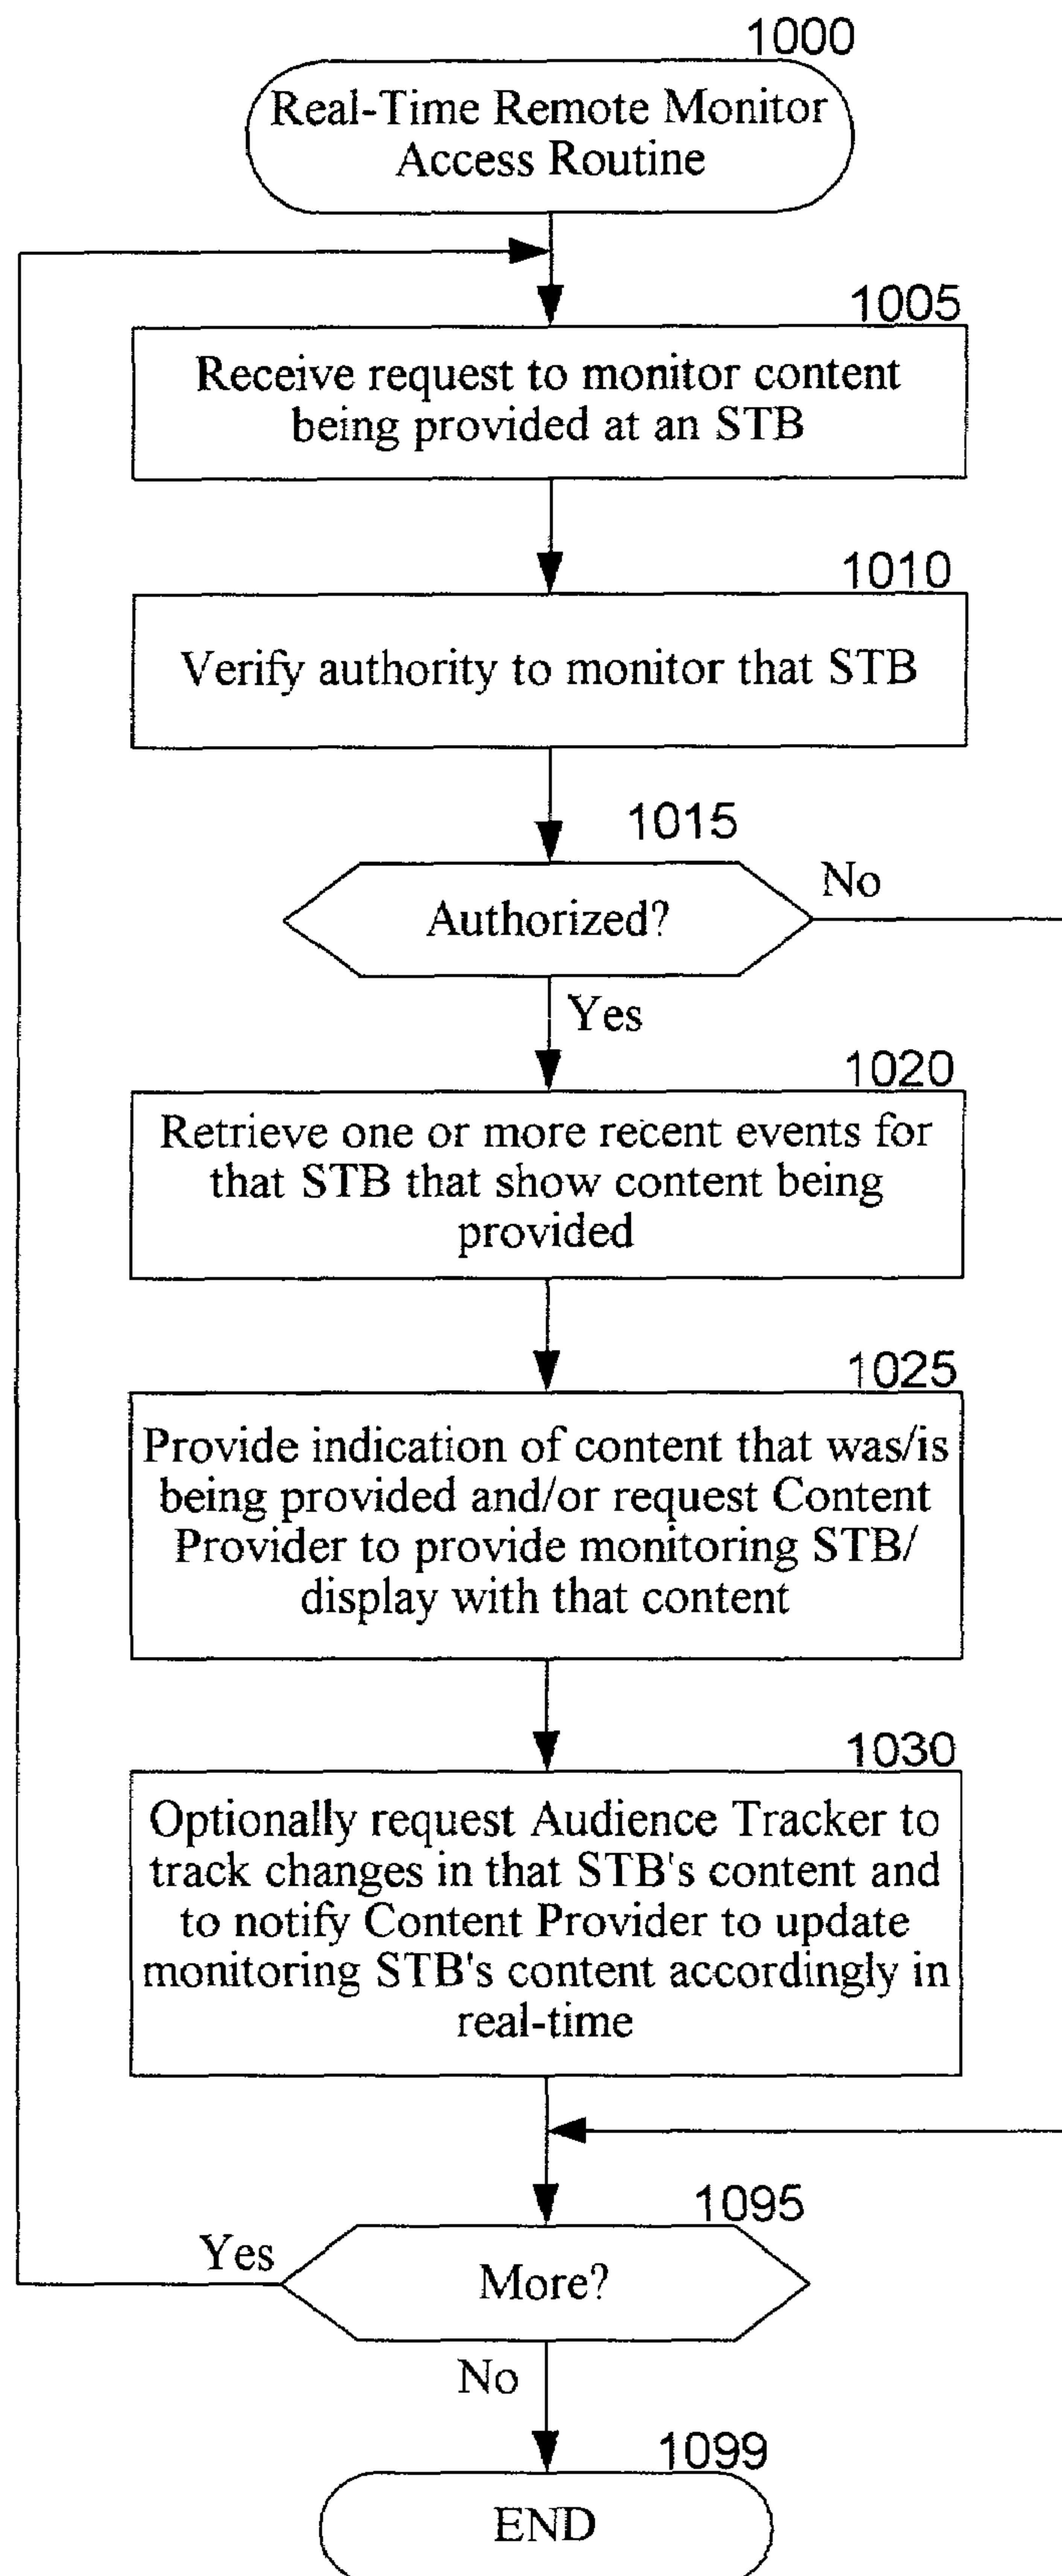 1000
Real-Time Remote Monitor
Access Routine
1005
Receive request to monitor content
being provided at an STB
1010
Verify authority to monitor that STB
1015
No
Authorized?
Yes
1020
Retrieve one or more recent events for
that STB that show content being
provided
1025
Provide indication of content that was/is
being provided and/or request Content
Provider to provide monitoring STB/
display with that content
1030
Optionally request Audience Tracker to
track changes in that STB's content and
to notify Content Provider to update
monitoring STB's content accordingly in
real-time
1095
Yes
More?
No
1099
END